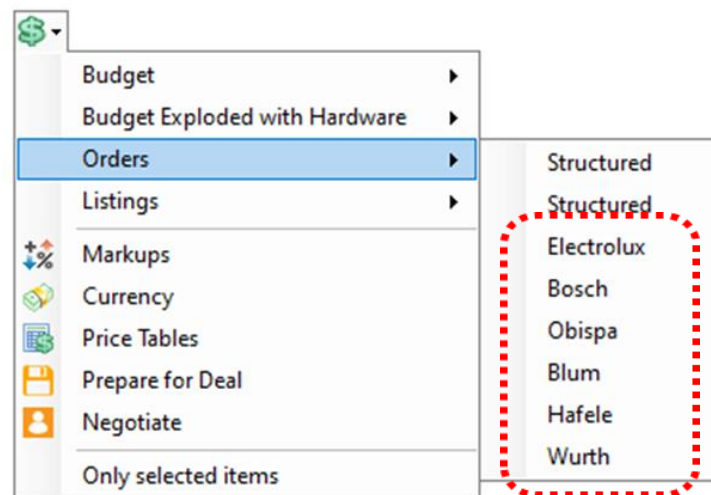 Budget
Budget Exploded with Hardware
Orders
Listings
Markups
Currency
Price Tables
Prepare for Deal
Negotiate
Only selected items
Structured
Structured
Electrolux
Bosch
Obispa
Blum
Hafele
Wurth